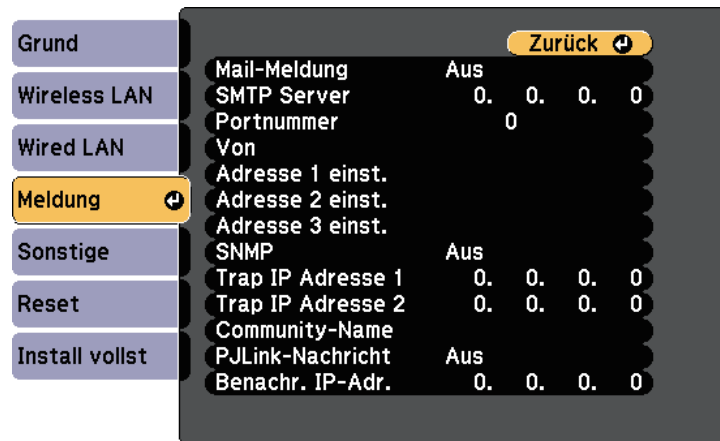 Grund
Wireless LAN
Wired LAN
Meldung
Sonstige
Reset
Install vollst
Zurück
Mail-Meldung Aus
SMTP Server 0. 0. 0. 0
Portnummer 0
Von
Adresse 1 einst.
Adresse 2 einst.
Adresse 3 einst.
SNMP Aus
Trap IP Adresse 1 0. 0. 0. 0
Trap IP Adresse 2 0. 0. 0. 0
Community-Name
PJLink-Nachricht Aus
Benachr. IP-Adr. 0. 0. 0. 0